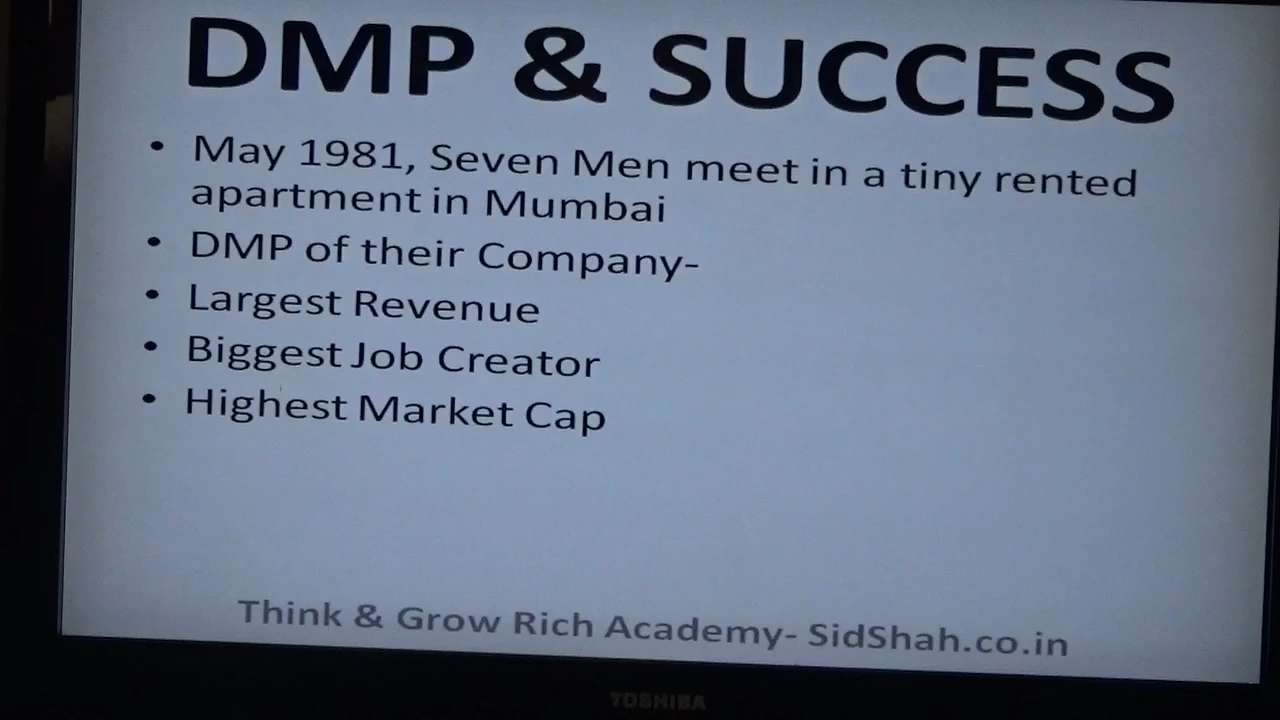 DMP & SUCCESS
• May 1981, Seven Men meet in a tiny rented
apartment in Mumbai
• DMP of their Company-
• Largest Revenue
• Biggest Job Creator
• Highest Market Cap
Think & Grow Rich Academy- SidShah.co.in
TOSHIBA